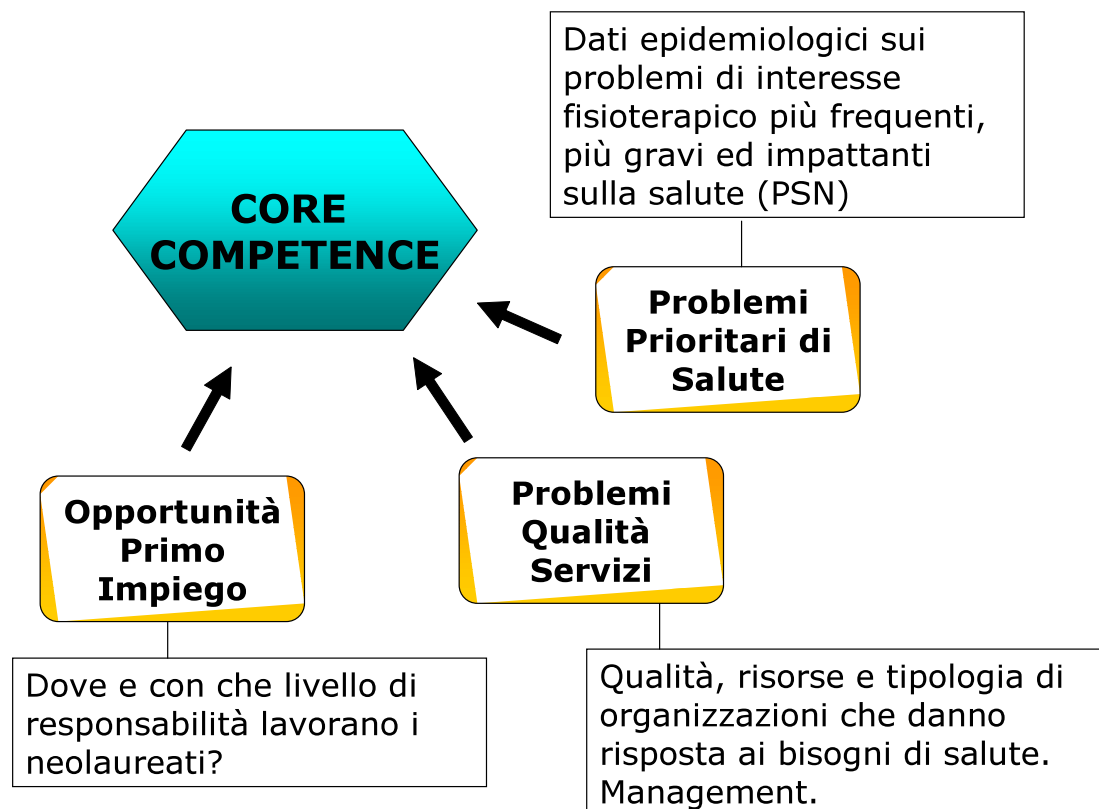 Dati epidemiologici sui
problemi di interesse
fisioterapico più frequenti,
più gravi ed impattanti
sulla salute (PSN)
CORE
COMPETENCE
Problemi
Prioritari di
Salute
Opportunità
Primo
Impiego
Problemi
Qualità
Servizi
Dove e con che livello di
responsabilità lavorano i
neolaureati?
Qualità, risorse e tipologia di
organizzazioni che danno
risposta ai bisogni di salute.
Management.